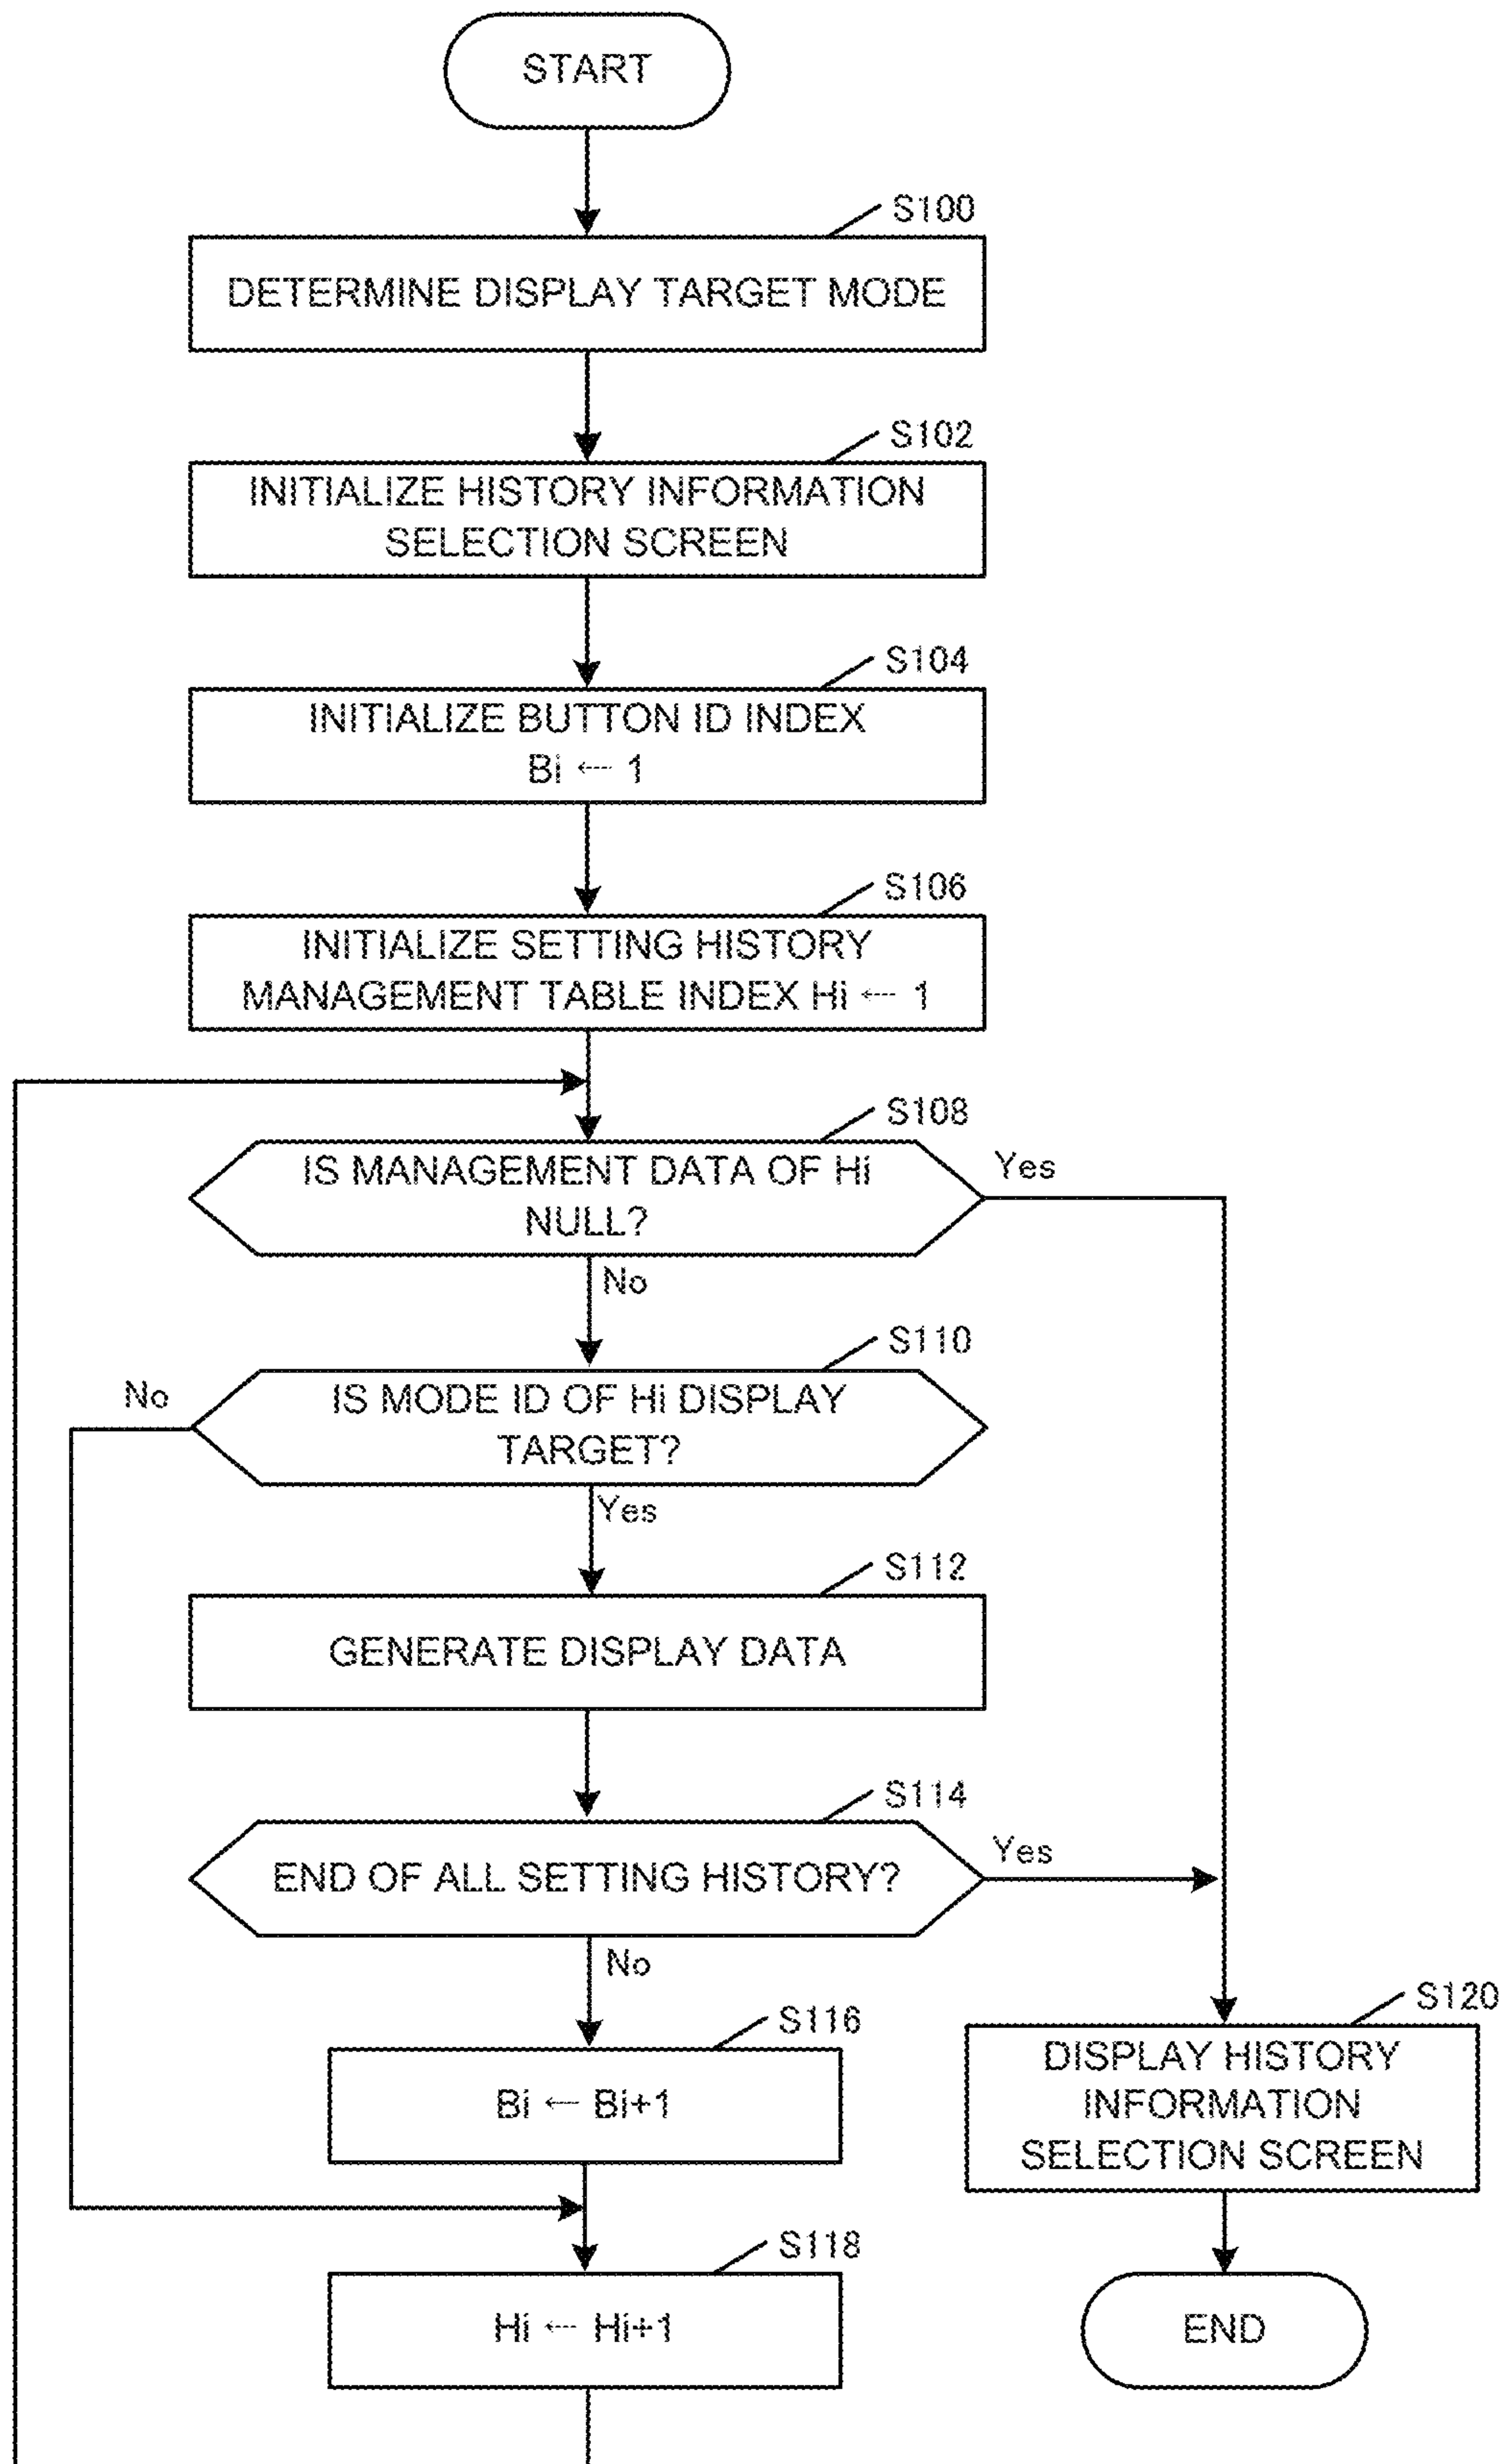 START
S100
DETERMINE DISPLAY TARGET MODE
S102
INITIALIZE HISTORY INFORMATION
SELECTION SCREEN
S104
INITIALIZE BUTTON ID INDEX
Bi ← 1
S106
INITIALIZE SETTING HISTORY
MANAGEMENT TABLE INDEX Hi ← 1
S108
IS MANAGEMENT DATA OF Hi
NULL?
Yes
No
S110
IS MODE ID OF Hi DISPLAY
TARGET?
No
Yes
S112
GENERATE DISPLAY DATA
S114
END OF ALL SETTING HISTORY?
Yes
No
S116
Bi ← Bi+1
S118
Hi ← Hi+1
S120
DISPLAY HISTORY
INFORMATION
SELECTION SCREEN
END